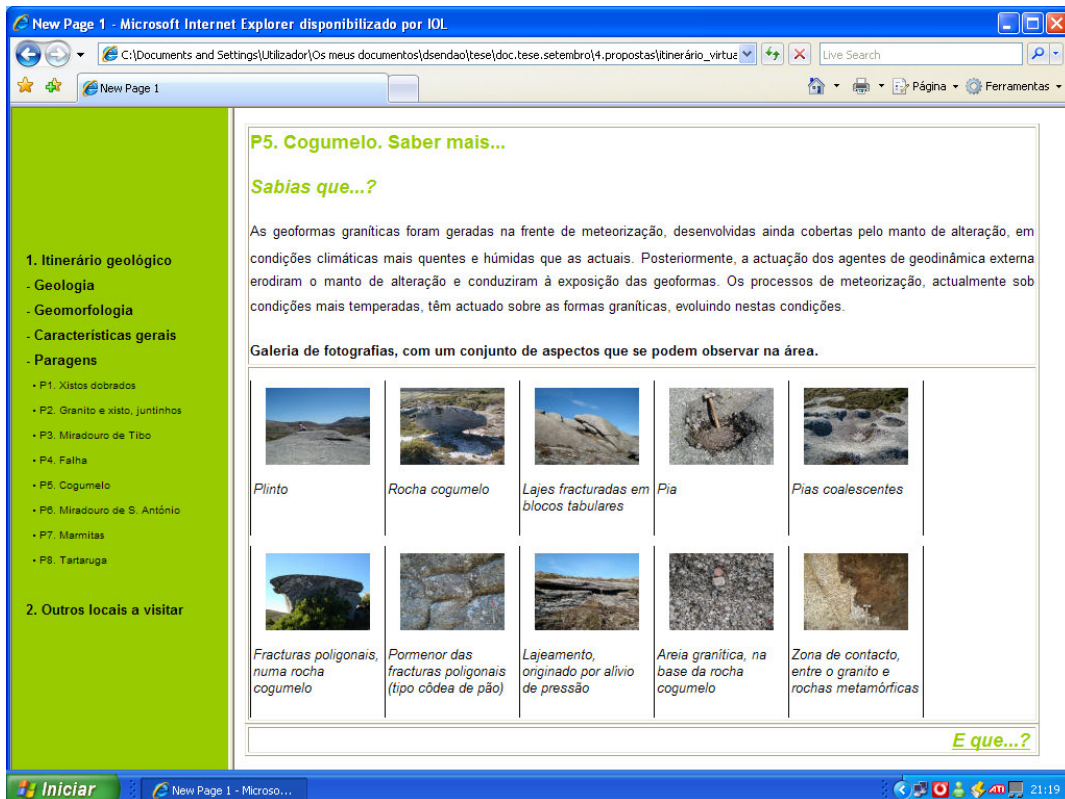 New Page 1 - Microsoft Internet Explorer disponibilizado por IOL
C:\Documents and Settings\Utilizador\Os meus documentos\dsendao\tese\doc.tese.setembro\4.propostas\itinerário_virtua
Live Search
New Page 1
Página
Ferramentas
1. Itinerário geológico
- Geologia
- Geomorfologia
- Características gerais
- Paragens
• P1. Xistos dobrados
• P2. Granito e xisto, juntinhos
• P3. Miradouro de Tibo
• P4. Falha
• P5. Cogumelo
• P6. Miradouro de S. António
• P7. Marmitas
• P8. Tartaruga
2. Outros locais a visitar
P5. Cogumelo. Saber mais...
Sabias que...?
As geoformas graníticas foram geradas na frente de meteorização, desenvolvidas ainda cobertas pelo manto de alteração, em
condições climáticas mais quentes e húmidas que as actuais. Posteriormente, a actuação dos agentes de geodinâmica externa
erodiram o manto de alteração e conduziram à exposição das geoformas. Os processos de meteorização, actualmente sob
condições mais temperadas, têm actuado sobre as formas graníticas, evoluindo nestas condições.
Galeria de fotografias, com um conjunto de aspectos que se podem observar na área.
Plinto
Rocha cogumelo
Lajes fracturadas em
blocos tabulares
Pia
Pias coalescentes
Fracturas poligonais,
numa rocha
cogumelo
Pormenor das
fracturas poligonais
(tipo côdea de pão)
Lajeamento,
originado por alívio
de pressão
Areia granítica, na
base da rocha
cogumelo
Zona de contacto,
entre o granito e
rochas metamórficas
E que...?
Iniciar
New Page 1 - Microso...
ATI
21:19